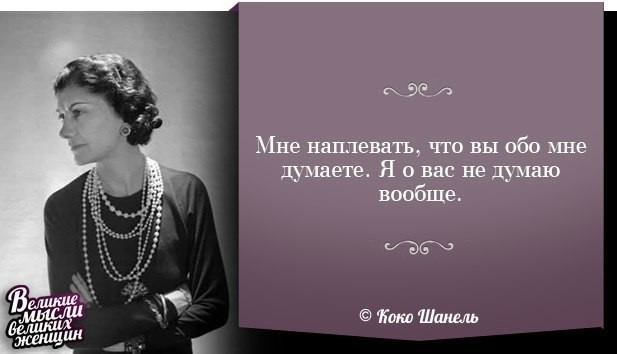 Мне наплевать, что вы обо мне
думаете. Я о вас не думаю
вообще.
© Коко Шанель
Великие
мысли
великих
женщин